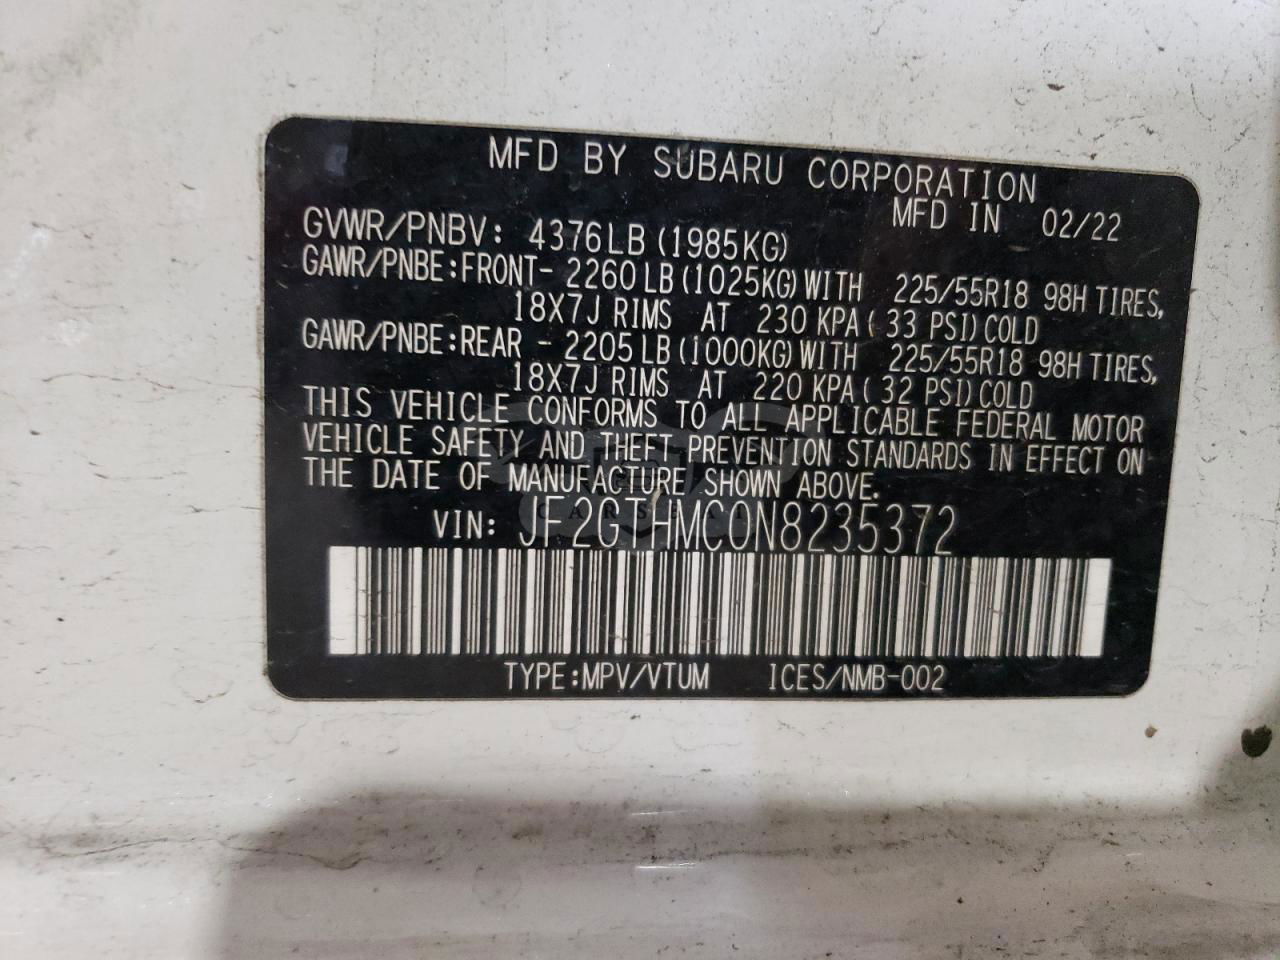 MFD BY SUBARU CORPORATION
MFD IN 02/22
GVWR/PNBV: 4376LB(1985KG)
GAWR/PNBE:FRONT- 2260LB(1025KG)WITH 225/55R18 98H TIRES,
18X7J RIMS AT 230 KPA( 33 PSI)COLD
GAWR/PNBE:REAR - 2205LB(1000KG)WITH 225/55R18 98H TIRES,
18X7J RIMS AT 220 KPA( 32 PSI)COLD
THIS VEHICLE CONFORMS TO ALL APPLICABLE FEDERAL MOTOR
VEHICLE SAFETY AND THEFT PREVENTION STANDARDS IN EFFECT ON
THE DATE OF MANUFACTURE SHOWN ABOVE.
VIN: JF2GTHMC0N8235372
TYPE:MPV/VTUM ICES/NMB-002